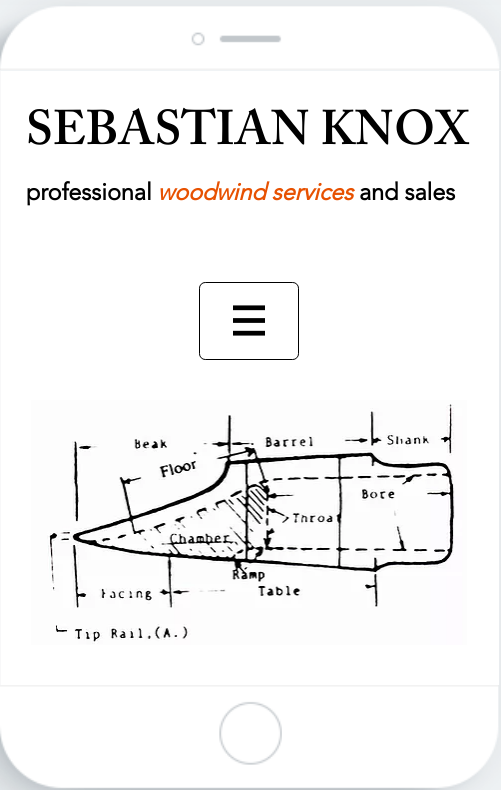 SEBASTIAN KNOX
professional woodwind services and sales
Beak Barrel Shank
Floor
Bore
Throat
Chamber
Ramp
Facing Table
Tip Rail.(A.)